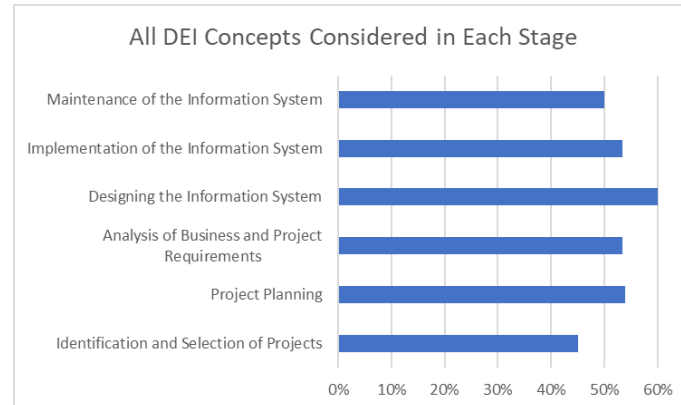 All DEI Concepts Considered in Each Stage
Maintenance of the Information System
Implementation of the Information System
Designing the Information System
Analysis of Business and Project
Requirements
Project Planning
Identification and Selection of Projects
0% 10% 20% 30% 40% 50% 60%